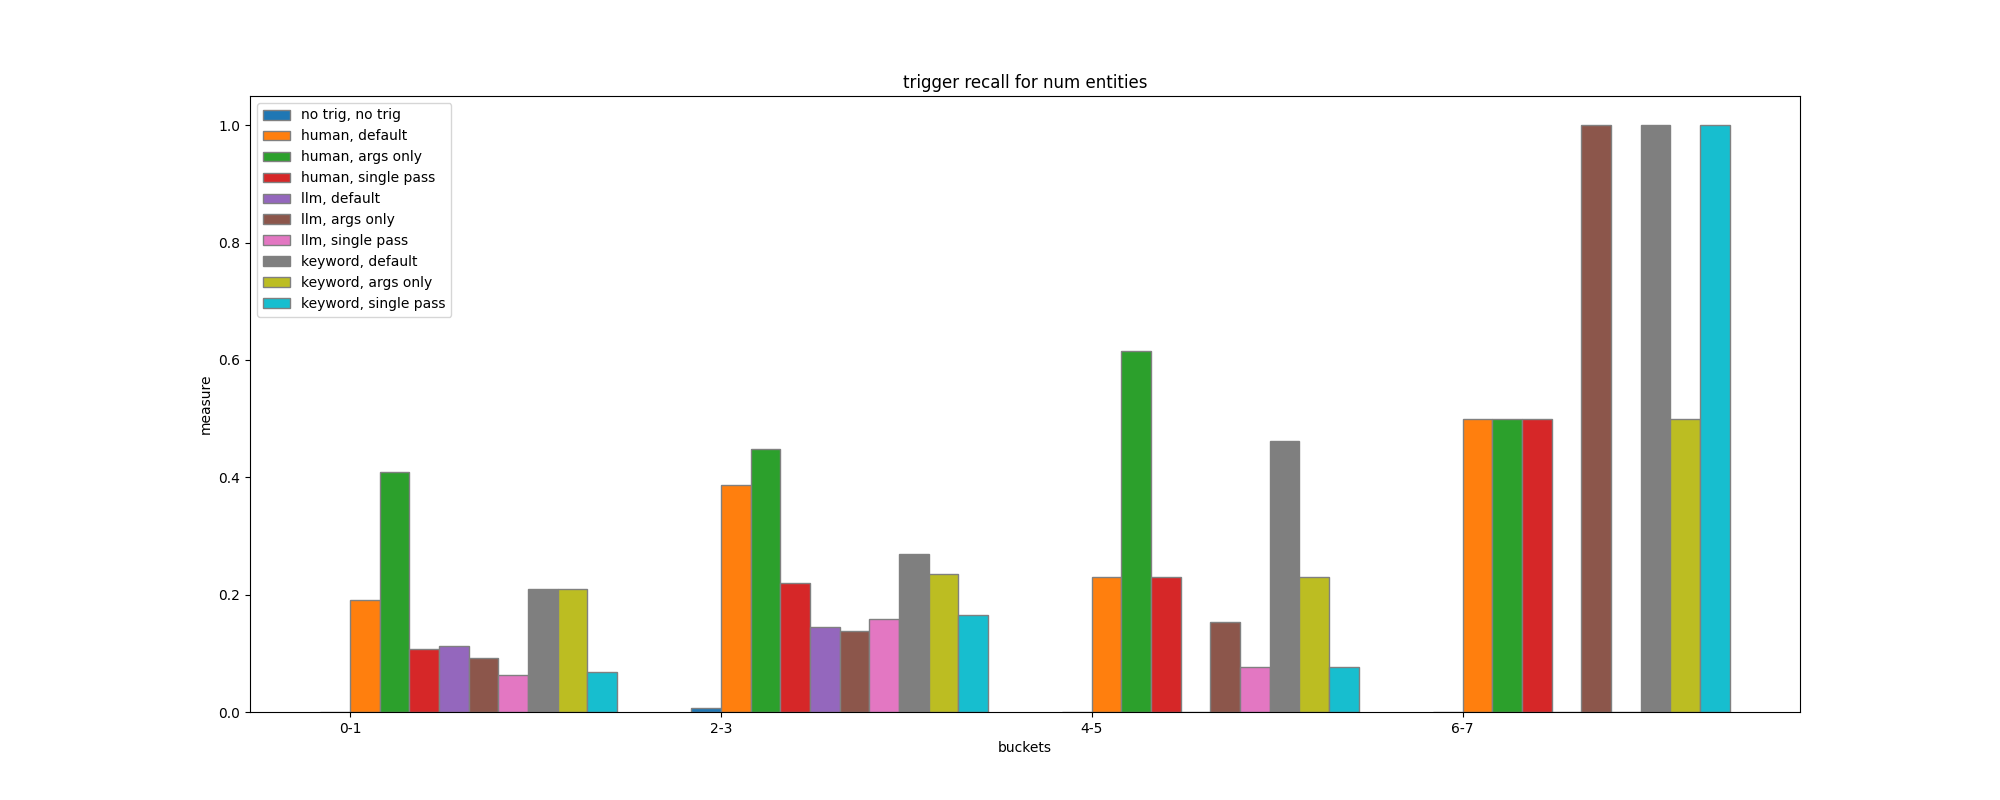 trigger recall for num entities
no trig, no trig
human, default
human, args only
human, single pass
llm, default
llm, args only
llm, single pass
keyword, default
keyword, args only
keyword, single pass
1.0
0.8
0.6
0.4
0.2
0.0
measure
0-1 2-3 4-5 6-7
buckets